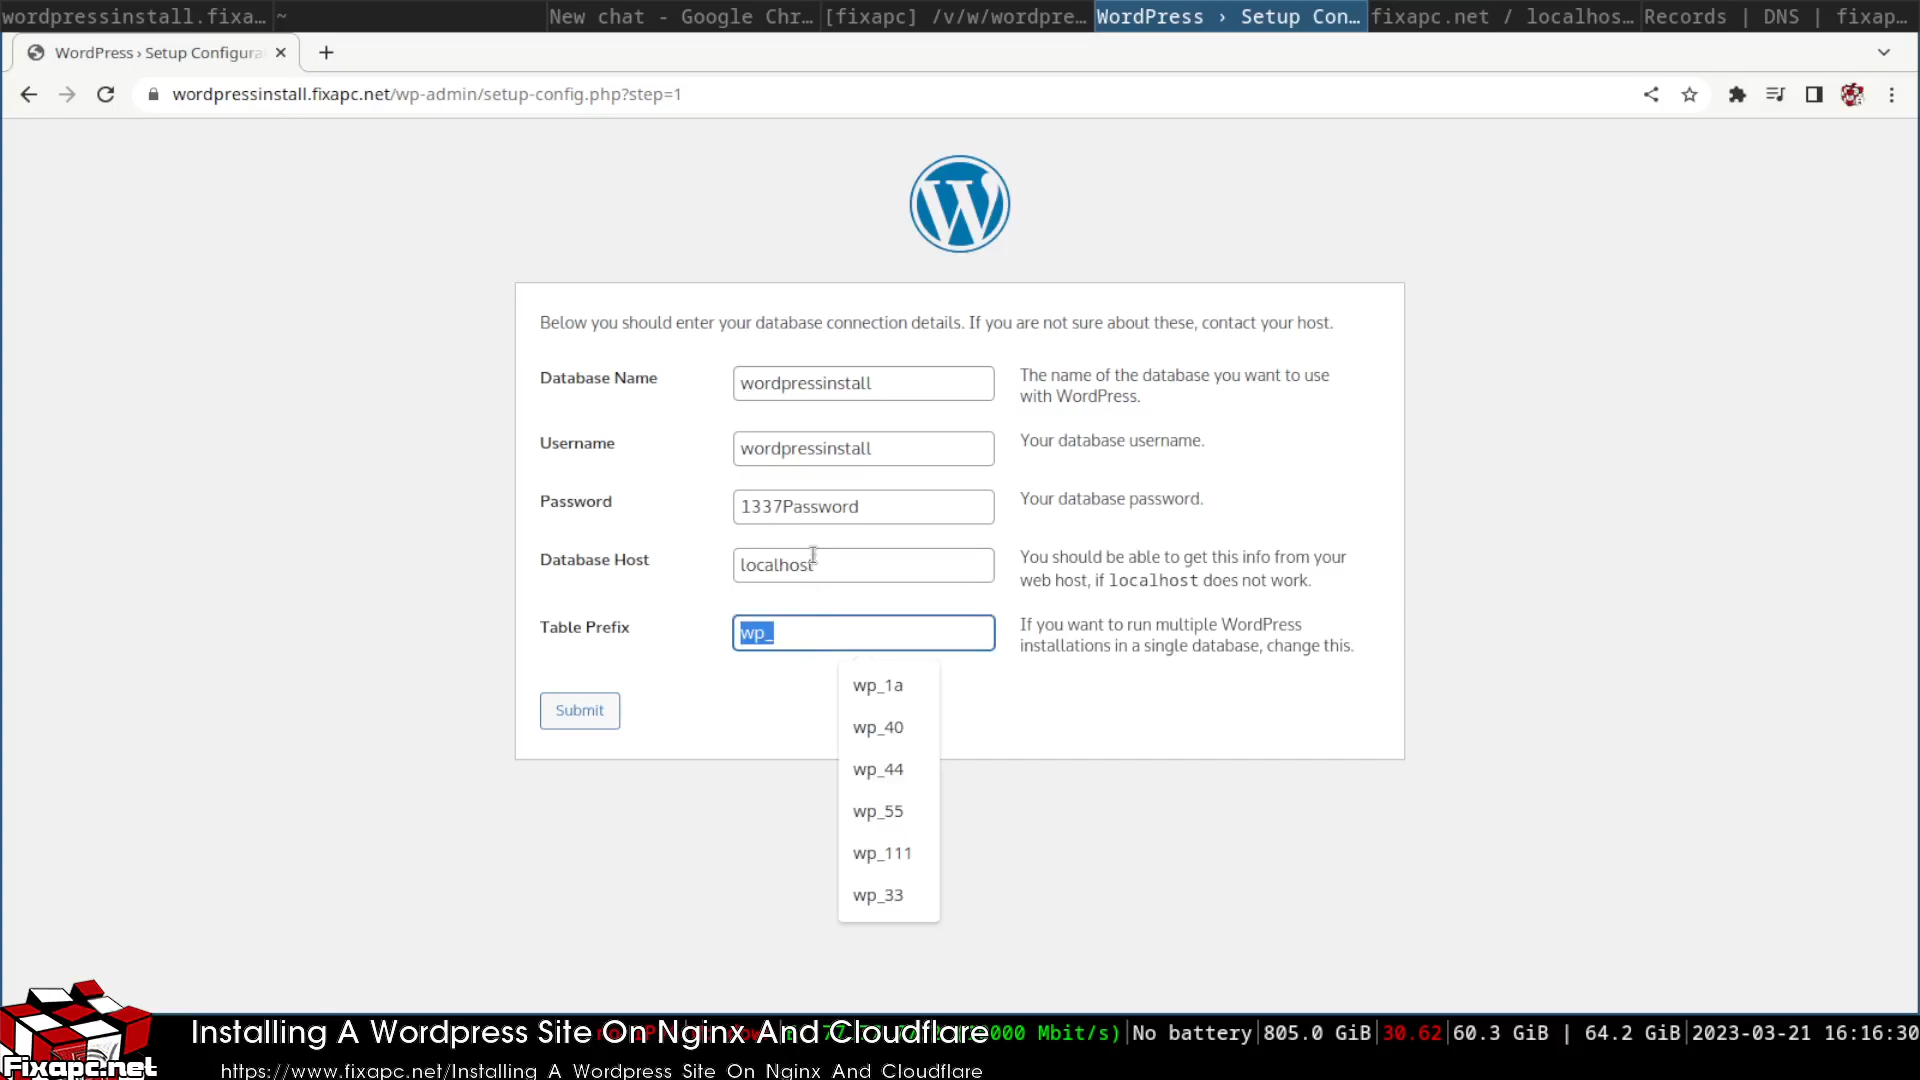 wordpressinstall.fixa… ~ New chat - Google Chr… [fixapc] /v/w/wordpre… WordPress › Setup Con… fixapc.net / localhos… Records | DNS | fixap…
WordPress › Setup Configura
wordpressinstall.fixapc.net/wp-admin/setup-config.php?step=1
Below you should enter your database connection details. If you are not sure about these, contact your host.
Database Name wordpressinstall The name of the database you want to use
with WordPress.
Username wordpressinstall Your database username.
Password 1337Password Your database password.
Database Host localhost You should be able to get this info from your
web host, if localhost does not work.
Table Prefix wp_ If you want to run multiple WordPress
installations in a single database, change this.
wp_1a
Submit
wp_40
wp_44
wp_55
wp_111
wp_33
Installing A Wordpress Site On Nginx And Cloudflare 000 Mbit/s) | No battery | 805.0 GiB | 30.62 | 60.3 GiB | 64.2 GiB | 2023-03-21 16:16:30
Fixapc.net https://www.fixapc.net/Installing A Wordpress Site On Nginx And Cloudflare